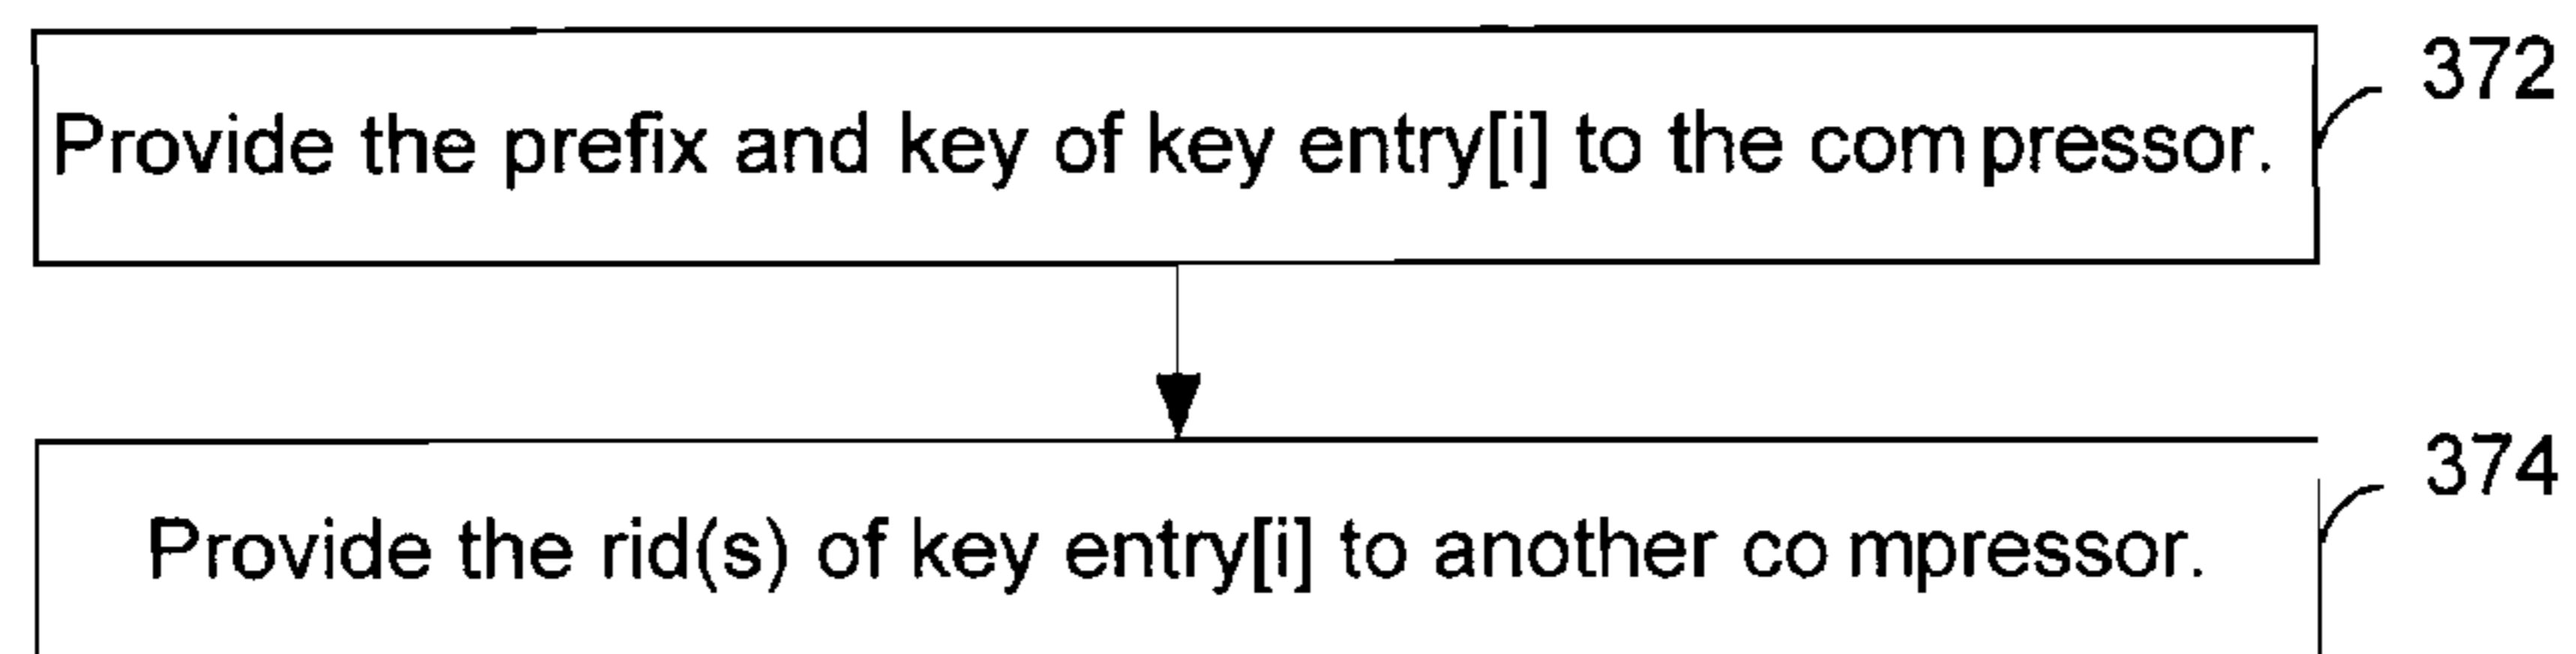 372
Provide the prefix and key of key entry[i] to the compressor.
374
Provide the rid(s) of key entry[i] to another compressor.